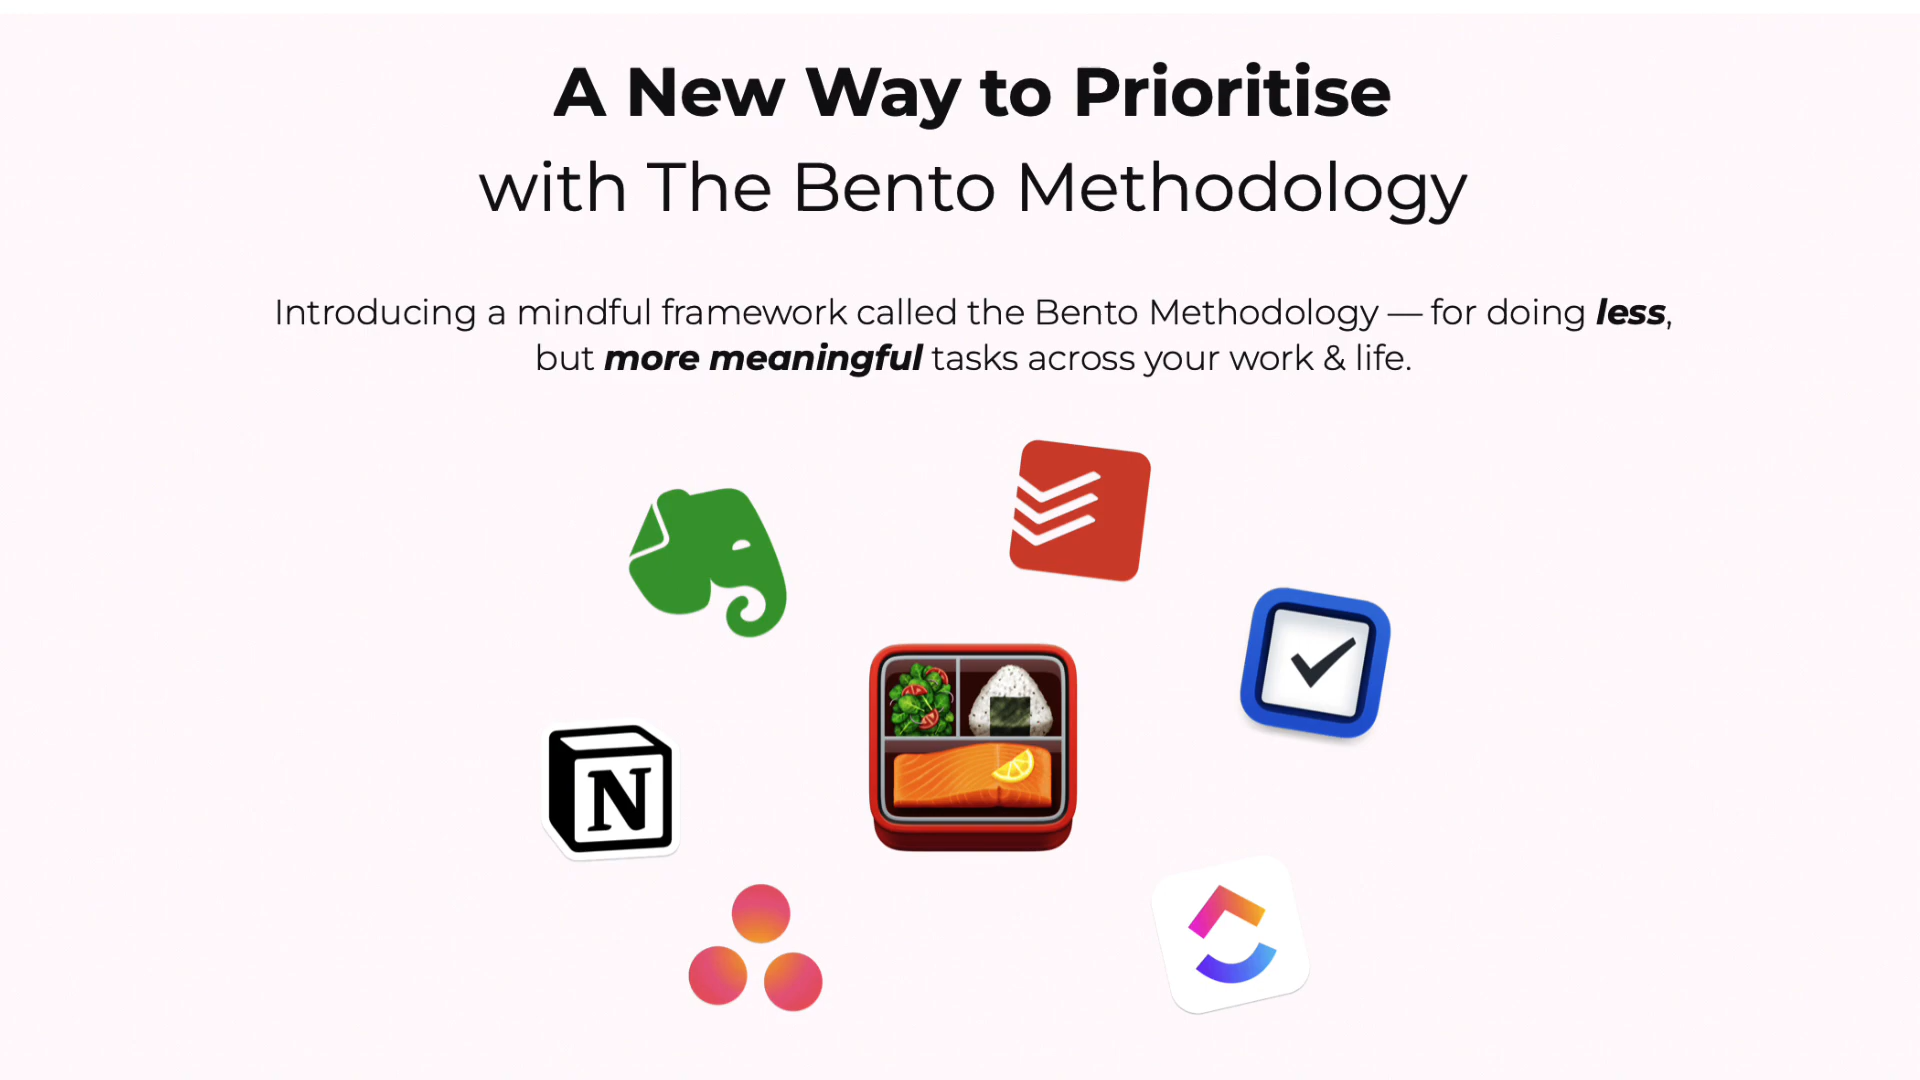 A New Way to Prioritise
with The Bento Methodology
Introducing a mindful framework called the Bento Methodology — for doing less,
but more meaningful tasks across your work & life.
N